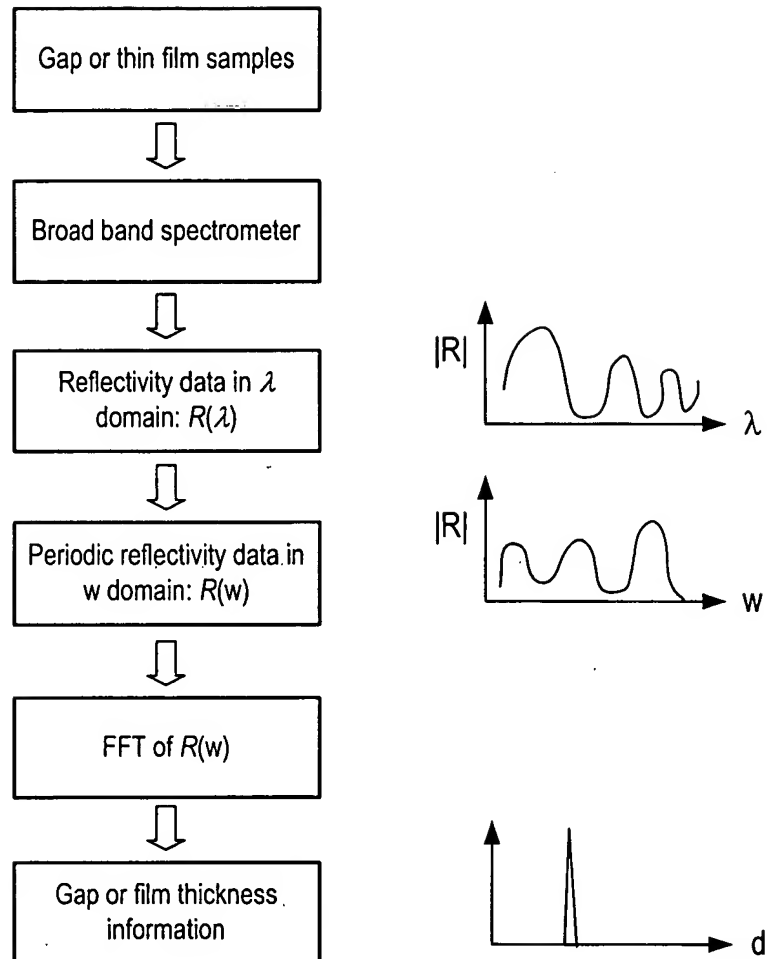 Gap or thin film samples
Broad band spectrometer
Reflectivity data in λ
domain: R(λ)
|R|
λ
Periodic reflectivity data in
w domain: R(w)
|R|
w
FFT of R(w)
Gap or film thickness
information
d